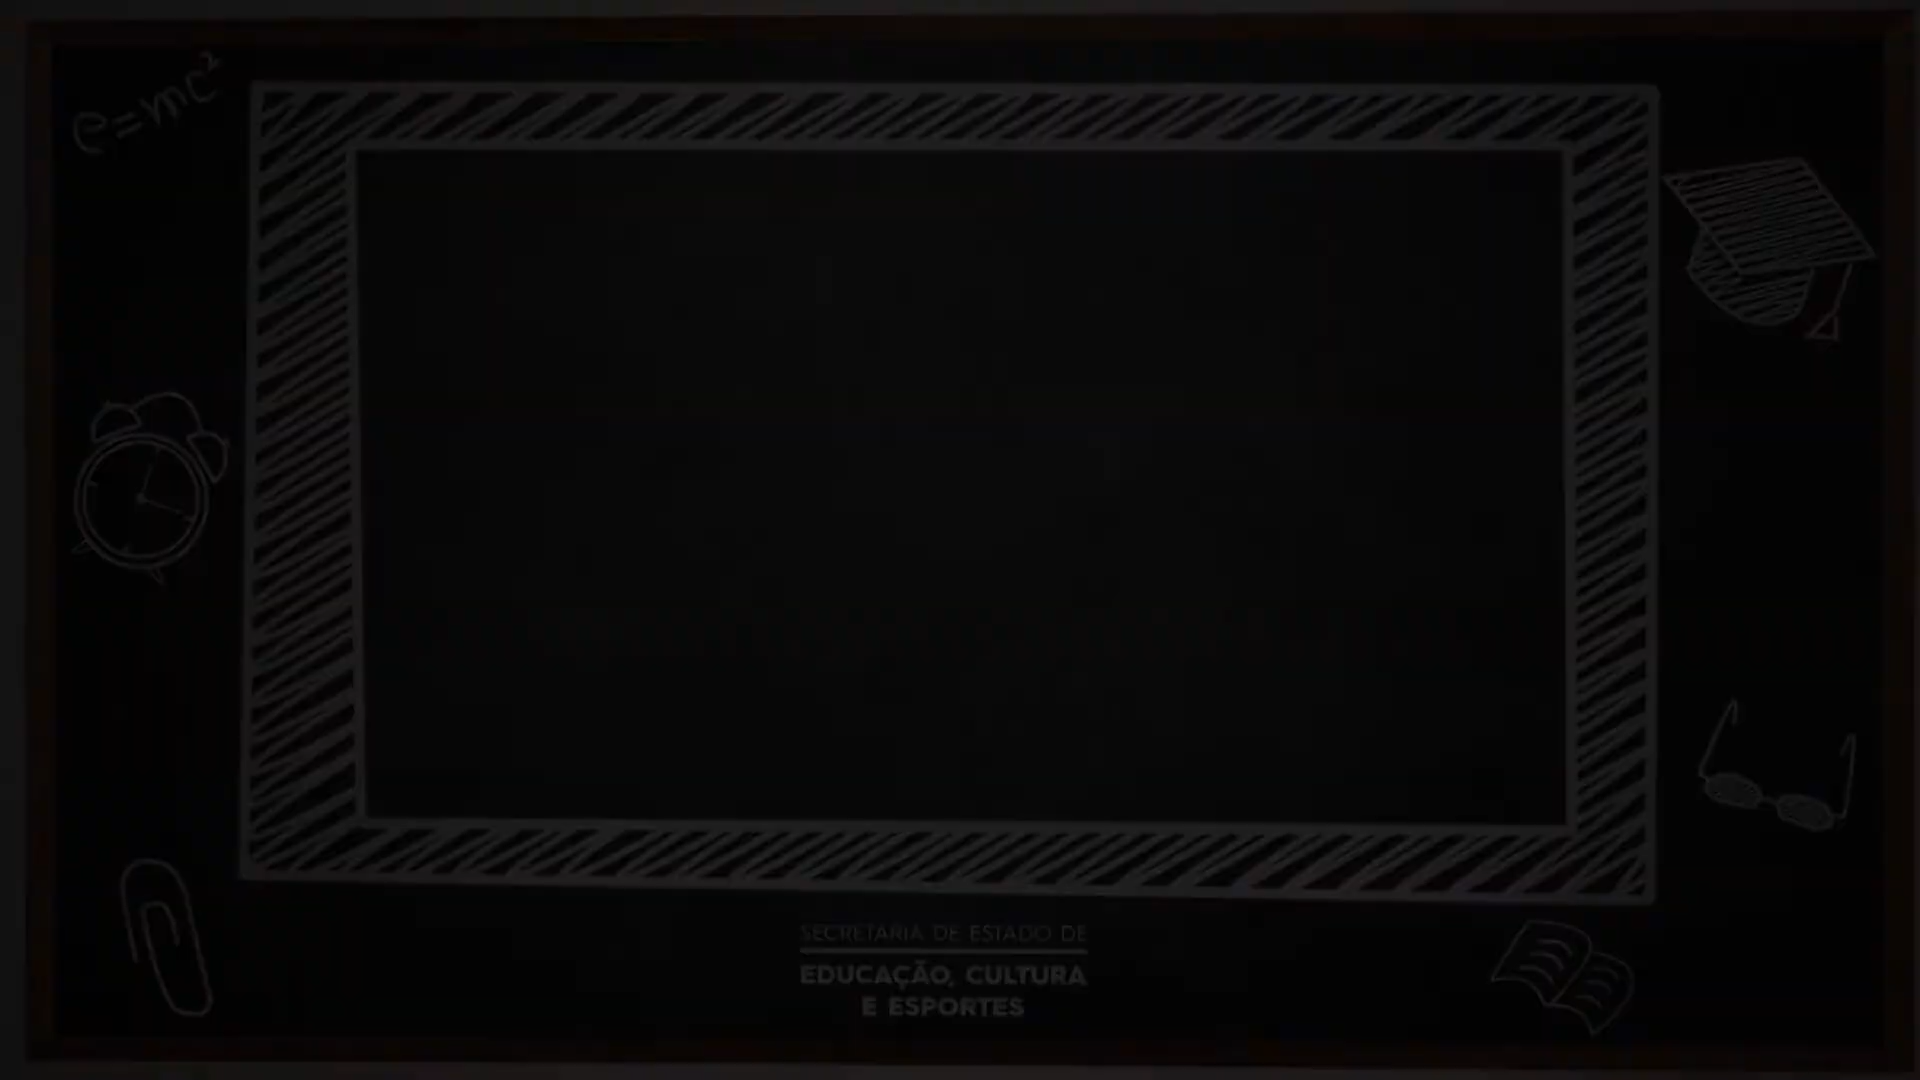 e=mc²
SECRETARIA DE ESTADO DE
EDUCAÇÃO, CULTURA
E ESPORTES